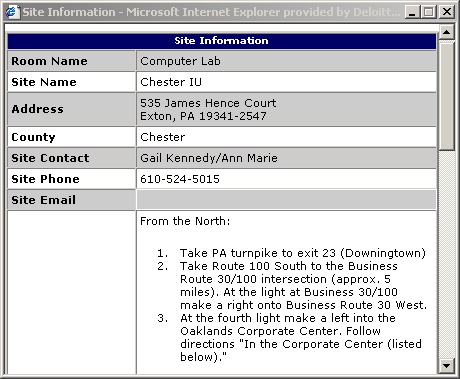 Site Information - Microsoft Internet Explorer provided by Deloitt...
Site Information
Room Name Computer Lab
Site Name Chester IU
Address 535 James Hence Court
Exton, PA 19341-2547
County Chester
Site Contact Gail Kennedy/Ann Marie
Site Phone 610-524-5015
Site Email
From the North:
1. Take PA turnpike to exit 23 (Downingtown)
2. Take Route 100 South to the Business
Route 30/100 intersection (approx. 5
miles). At the light at Business 30/100
make a right onto Business Route 30 West.
3. At the fourth light make a left into the
Oaklands Corporate Center. Follow
directions "In the Corporate Center (listed
below)."